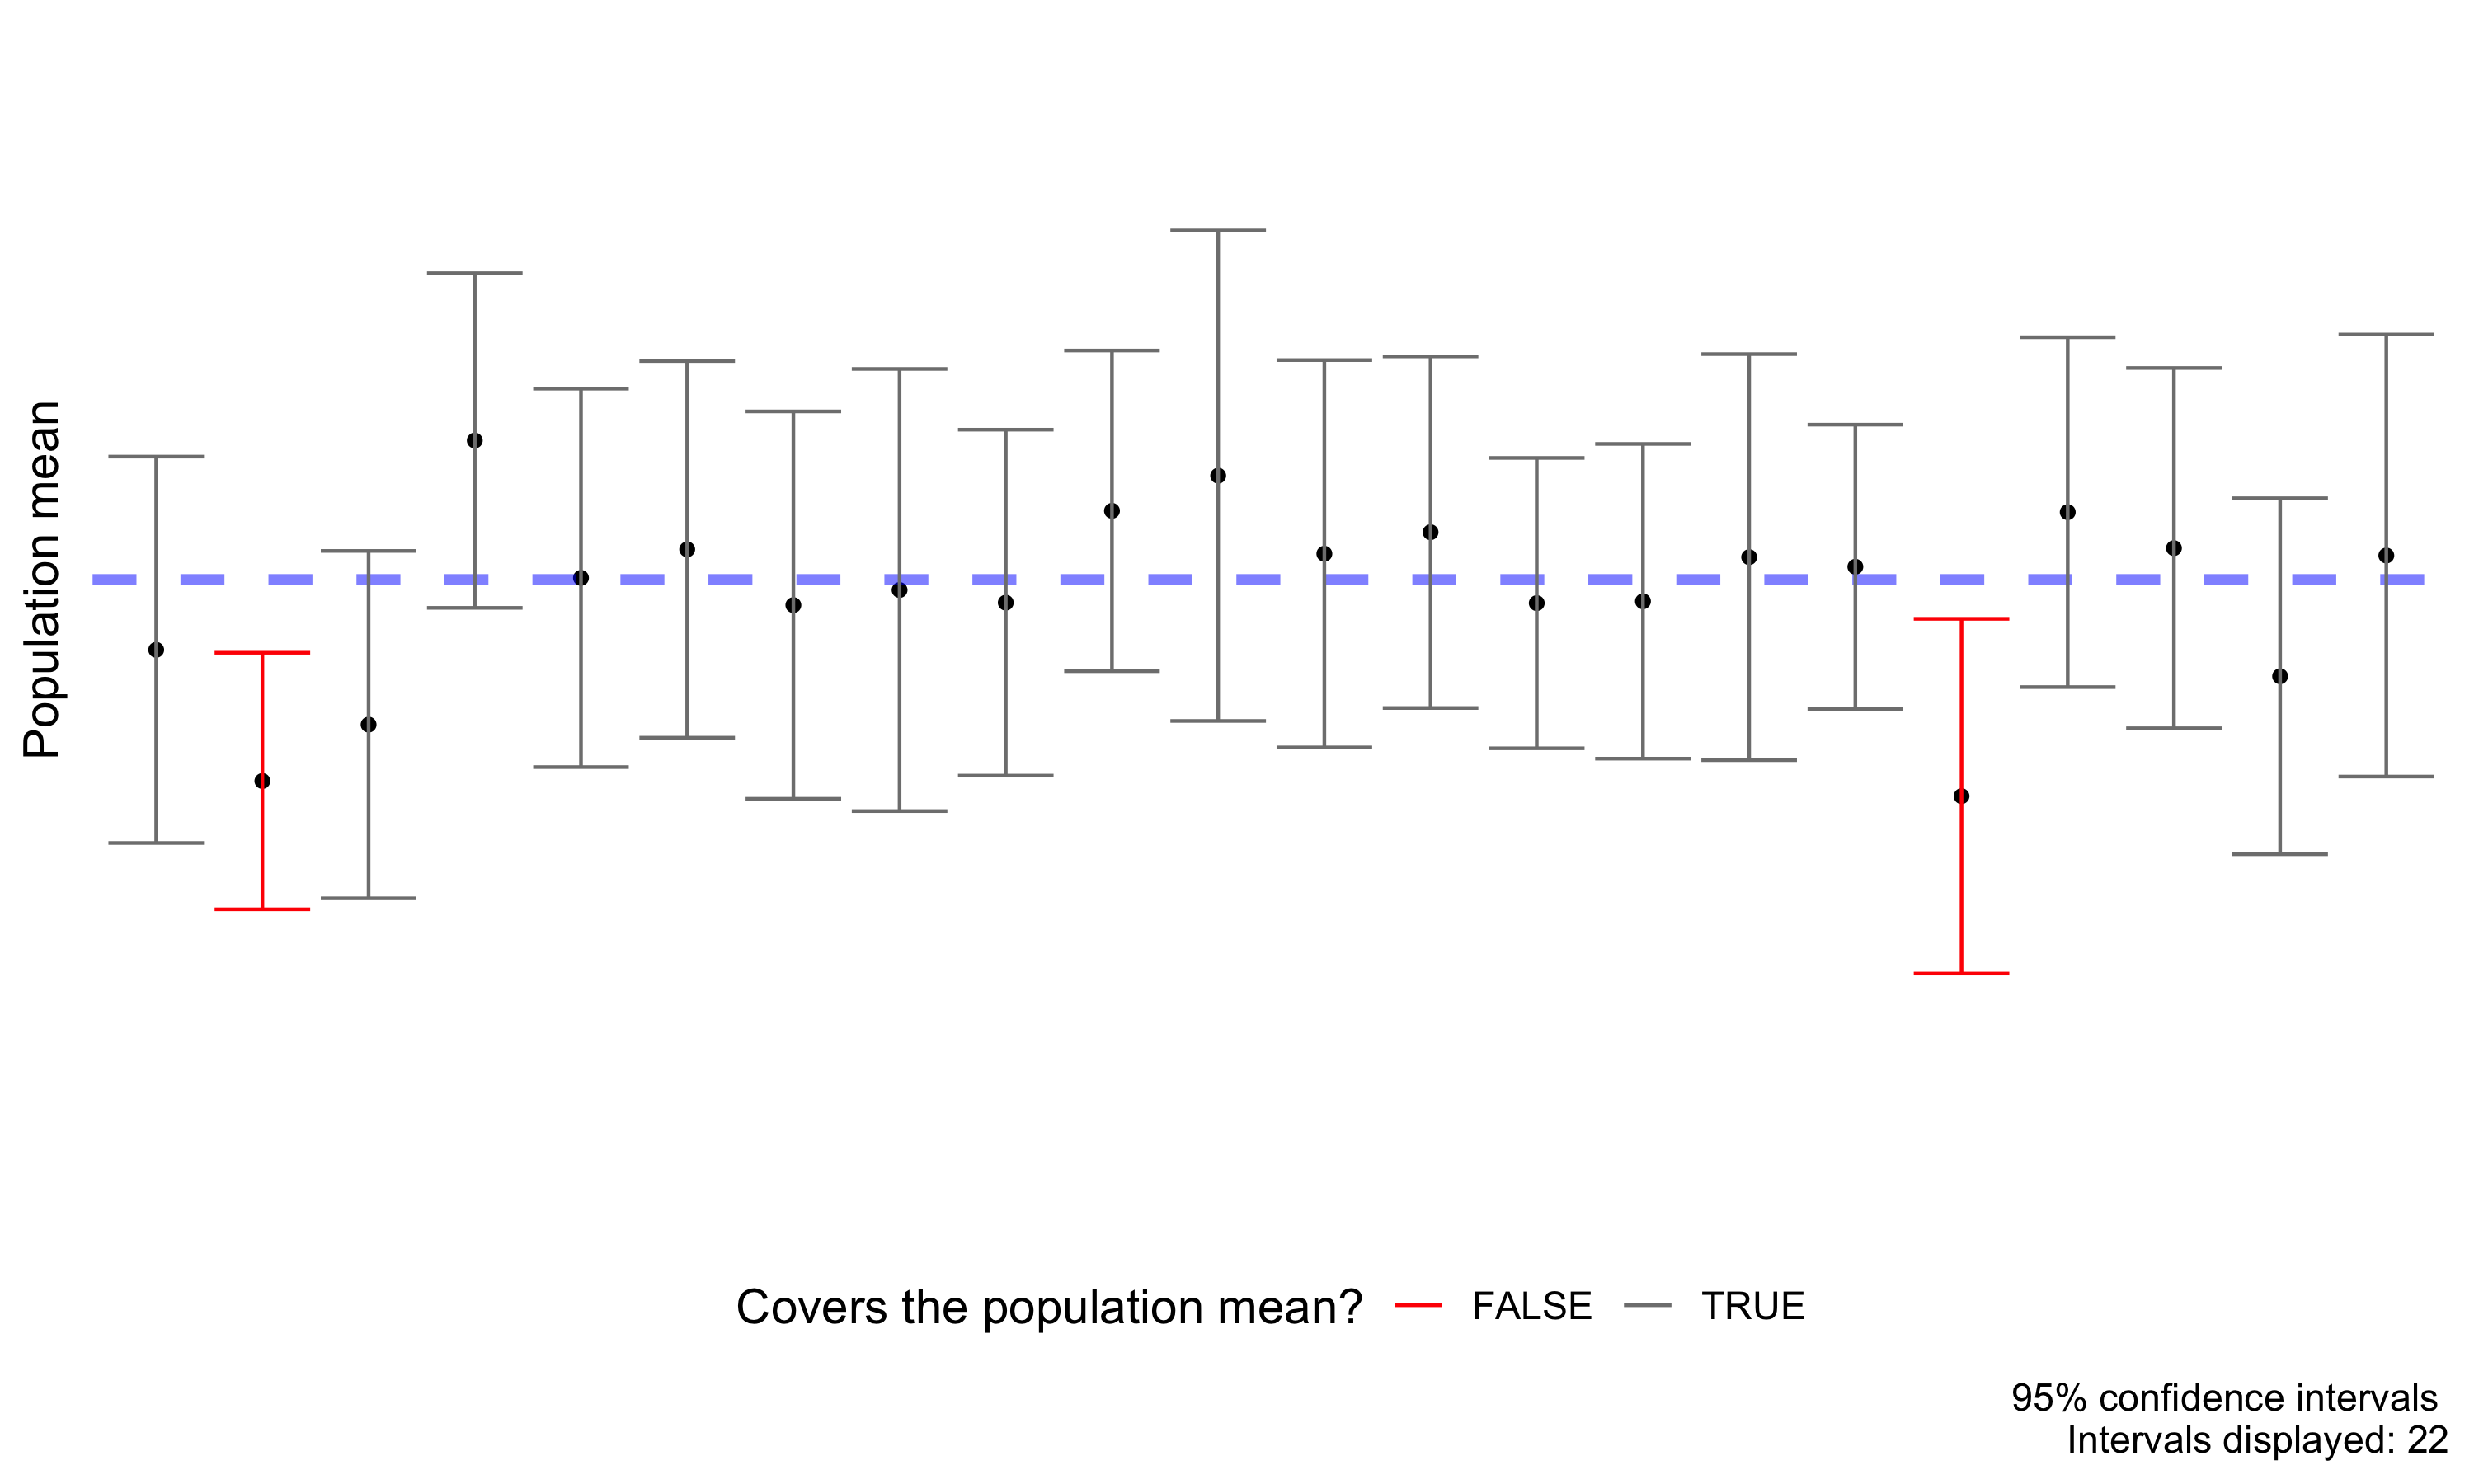 Population mean
Covers the population mean? FALSE TRUE
95% confidence intervals
Intervals displayed: 22